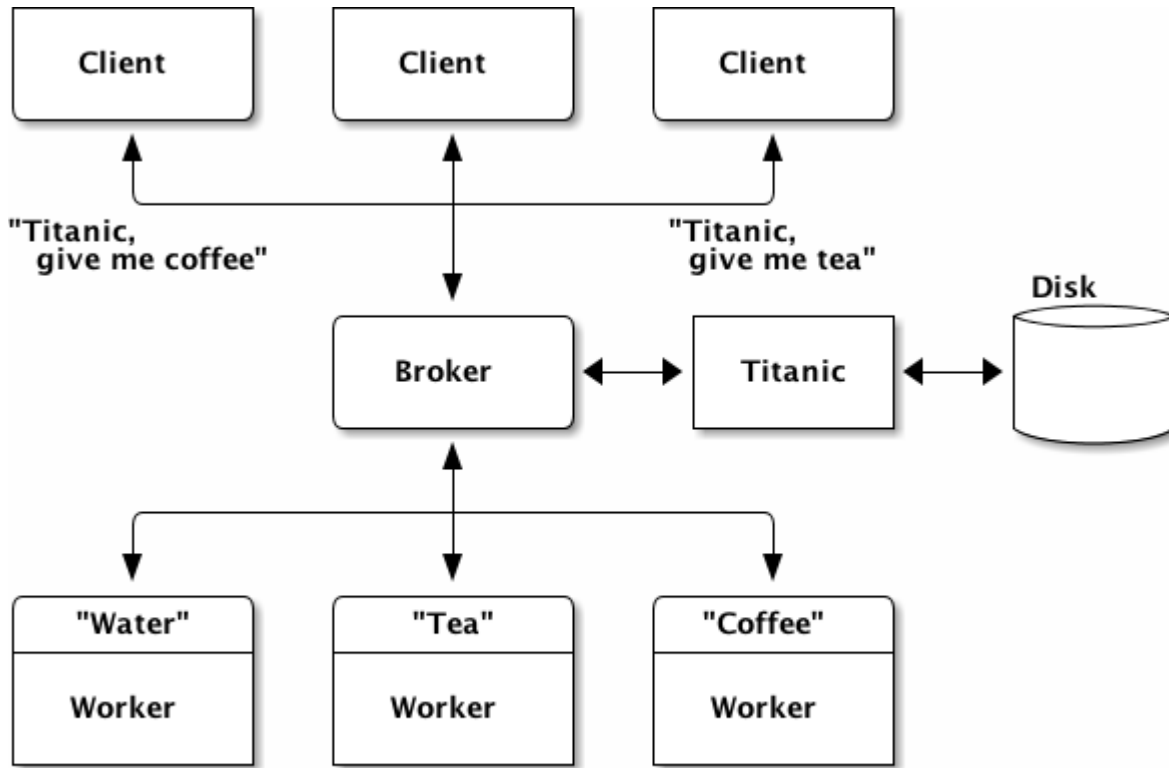 Client
Client
Client
"Titanic,
give me coffee"
"Titanic,
give me tea"
Disk
Broker
Titanic
"Water"
"Tea"
"Coffee"
Worker
Worker
Worker